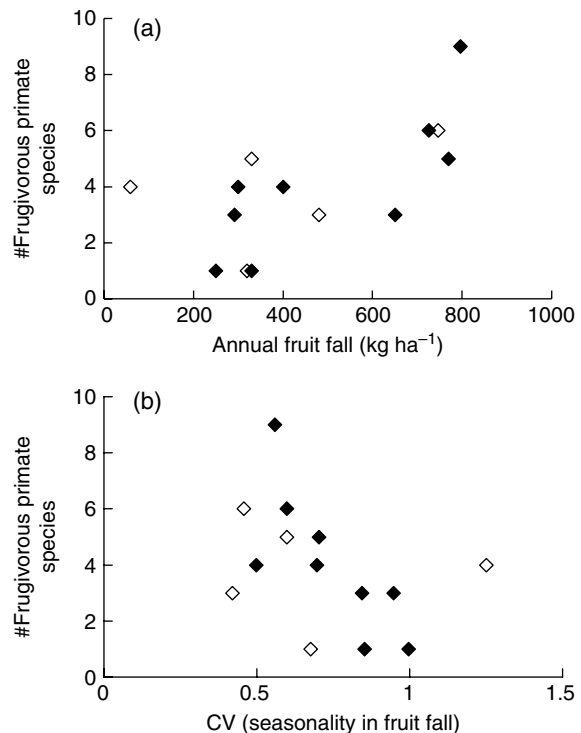 (a)
10
8
6
4
2
0
#Frugivorous primate
species
0 200 400 600 800 1000
Annual fruit fall (kg ha⁻¹)
(b)
10
8
6
4
2
0
#Frugivorous primate
species
0 0.5 1 1.5
CV (seasonality in fruit fall)